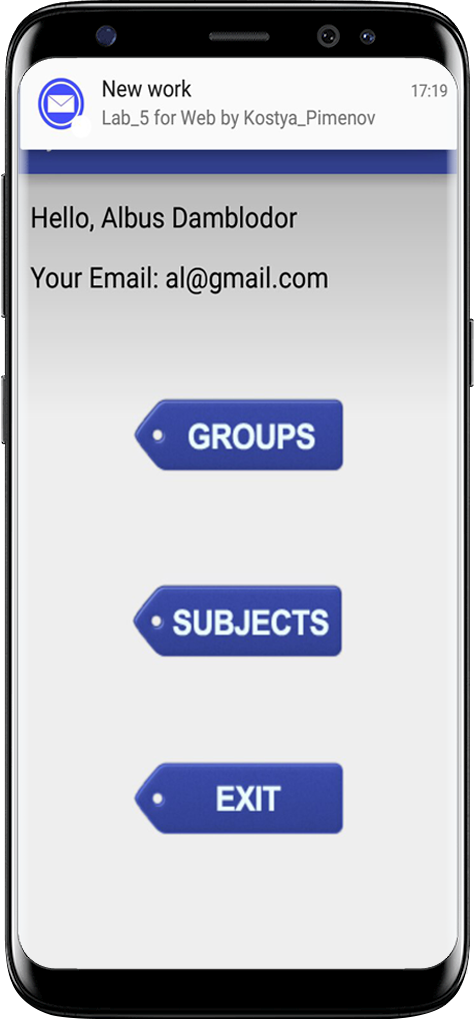 New work
17:19
Lab_5 for Web by Kostya_Pimenov
Hello, Albus Damblodor
Your Email: al@gmail.com
GROUPS
SUBJECTS
EXIT